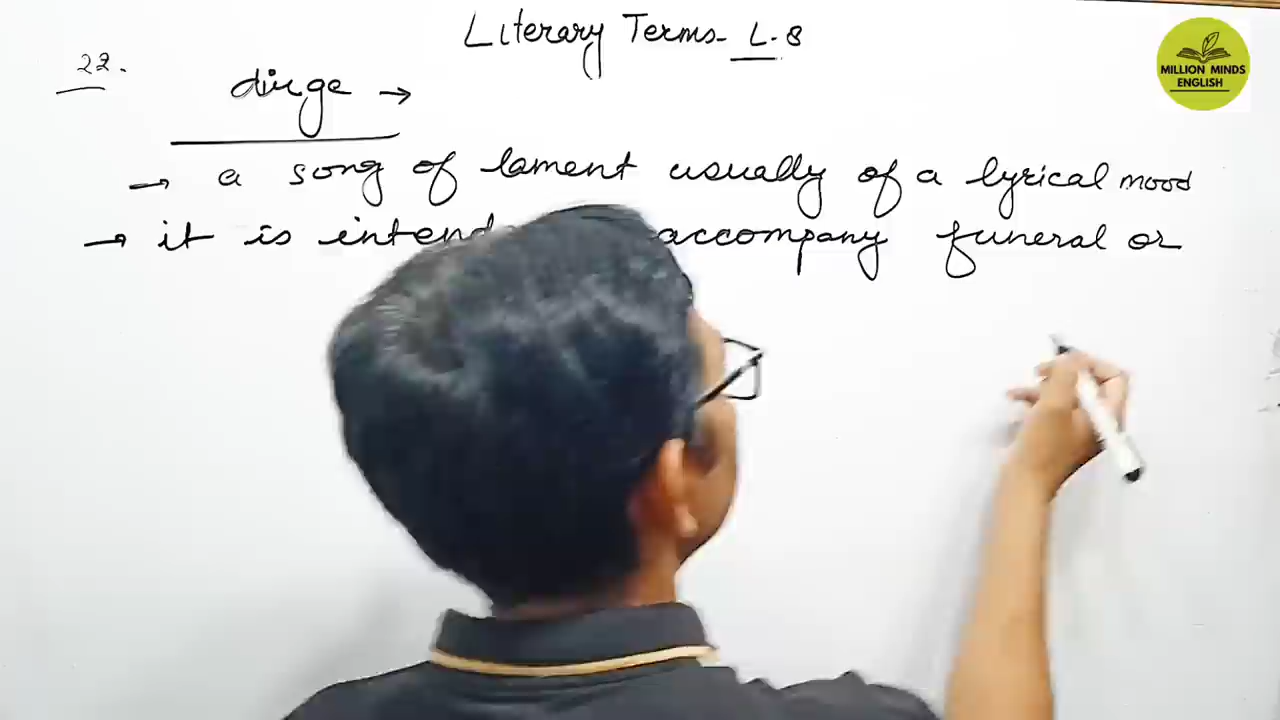 Literary Terms- L.8
22.
dirge →
→ a song of lament usually of a lyrical mood
→ it is intend accompany funeral or
MILLION MINDS
ENGLISH